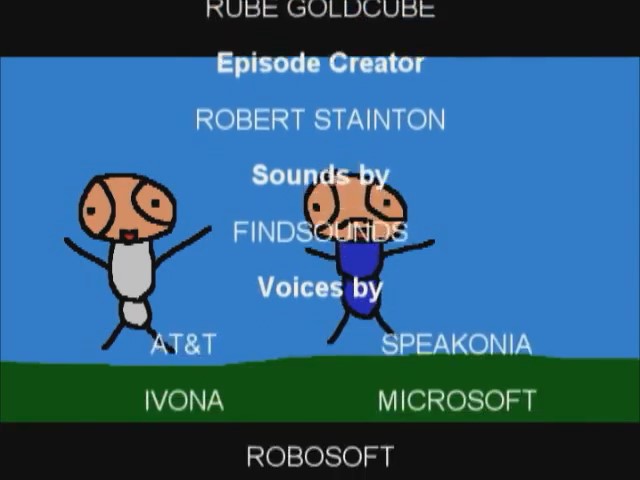 RUBE GOLDCUBE
Episode Creator
ROBERT STAINTON
Sounds by
FINDSOUNDS
Voices by
AT&T SPEAKONIA
IVONA MICROSOFT
ROBOSOFT